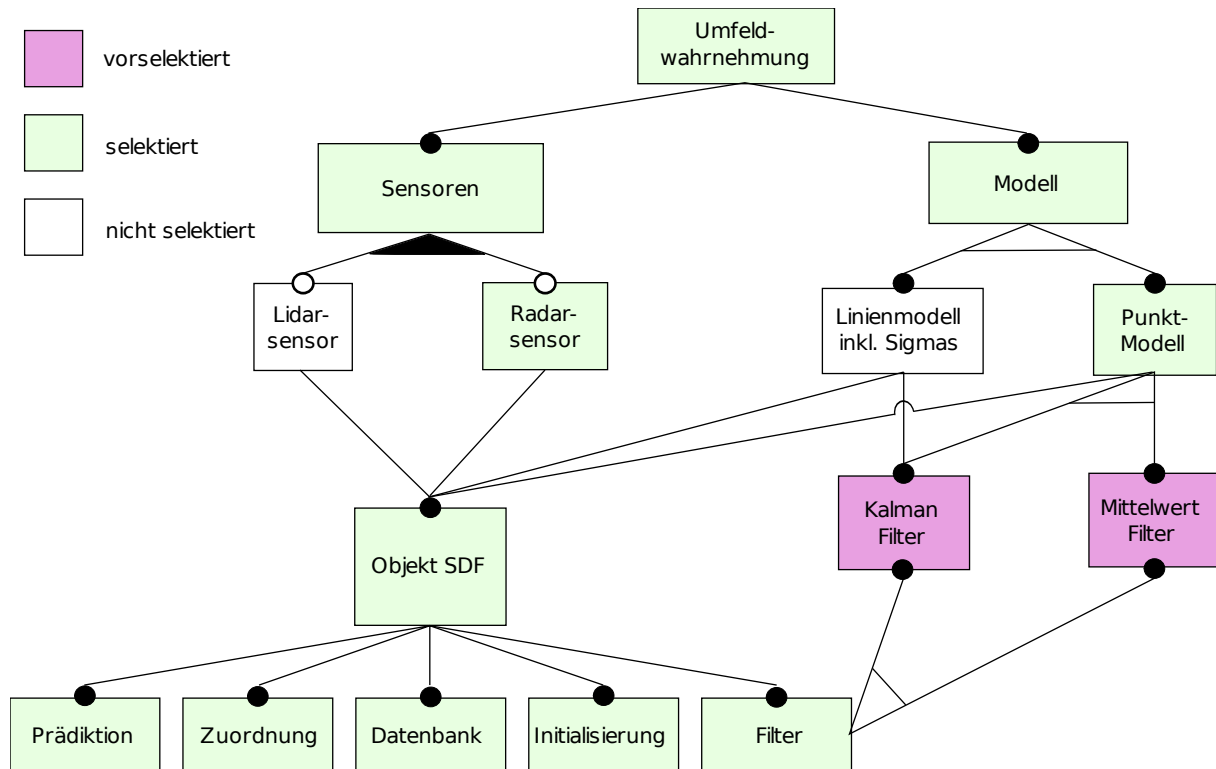 Umfeld-
wahrnehmung
vorselektiert
selektiert
nicht selektiert
Sensoren
Modell
Lidar-
sensor
Radar-
sensor
Linienmodell
inkl. Sigmas
Punkt-
Modell
Kalman
Filter
Mittelwert
Filter
Objekt SDF
Prädiktion
Zuordnung
Datenbank
Initialisierung
Filter